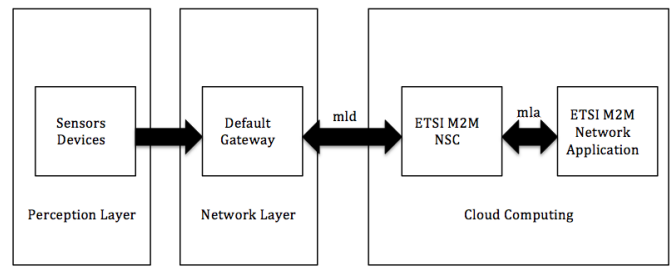 Sensors
Devices
Perception Layer
Default
Gateway
Network Layer
mld
ETSI M2M
NSC
mla
ETSI M2M
Network
Application
Cloud Computing